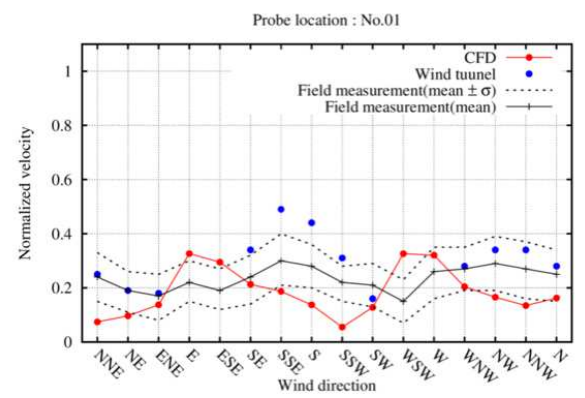 Probe location : No.01
CFD
Wind tuunel
Field measurement(mean ± σ)
Field measurement(mean)
Normalized velocity
1
0.8
0.6
0.4
0.2
0
NNE NE ENE E ESE SE SSE S SSW SW WSW W WNW NW NNW N
Wind direction